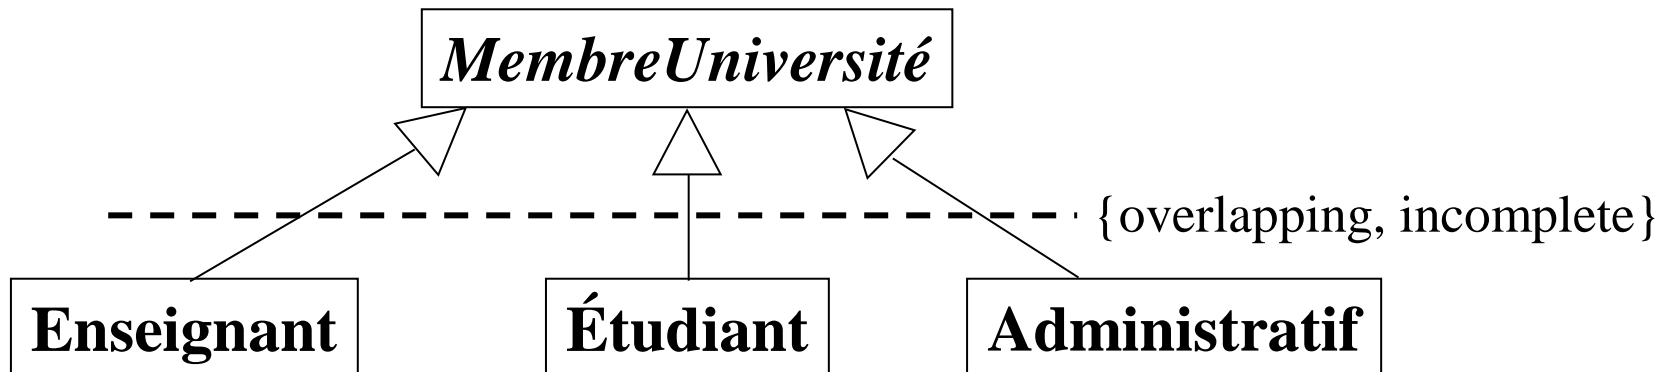 MembreUniversité
{overlapping, incomplete}
Enseignant
Étudiant
Administratif